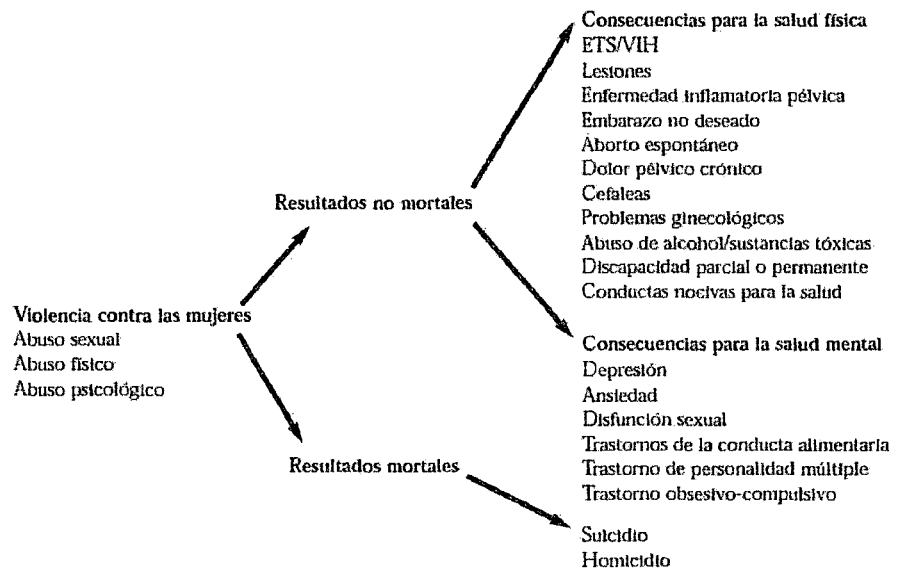 Violencia contra las mujeres
Abuso sexual
Abuso físico
Abuso psicológico
Resultados no mortales
Resultados mortales
Consecuencias para la salud física
ETS/VIH
Lesiones
Enfermedad inflamatoria pélvica
Embarazo no deseado
Aborto espontáneo
Dolor pélvico crónico
Cefaleas
Problemas ginecológicos
Abuso de alcohol/sustancias tóxicas
Discapacidad parcial o permanente
Conductas nocivas para la salud
Consecuencias para la salud mental
Depresión
Ansiedad
Disfunción sexual
Trastornos de la conducta alimentaria
Trastorno de personalidad múltiple
Trastorno obsesivo-compulsivo
Suicidio
Homicidio